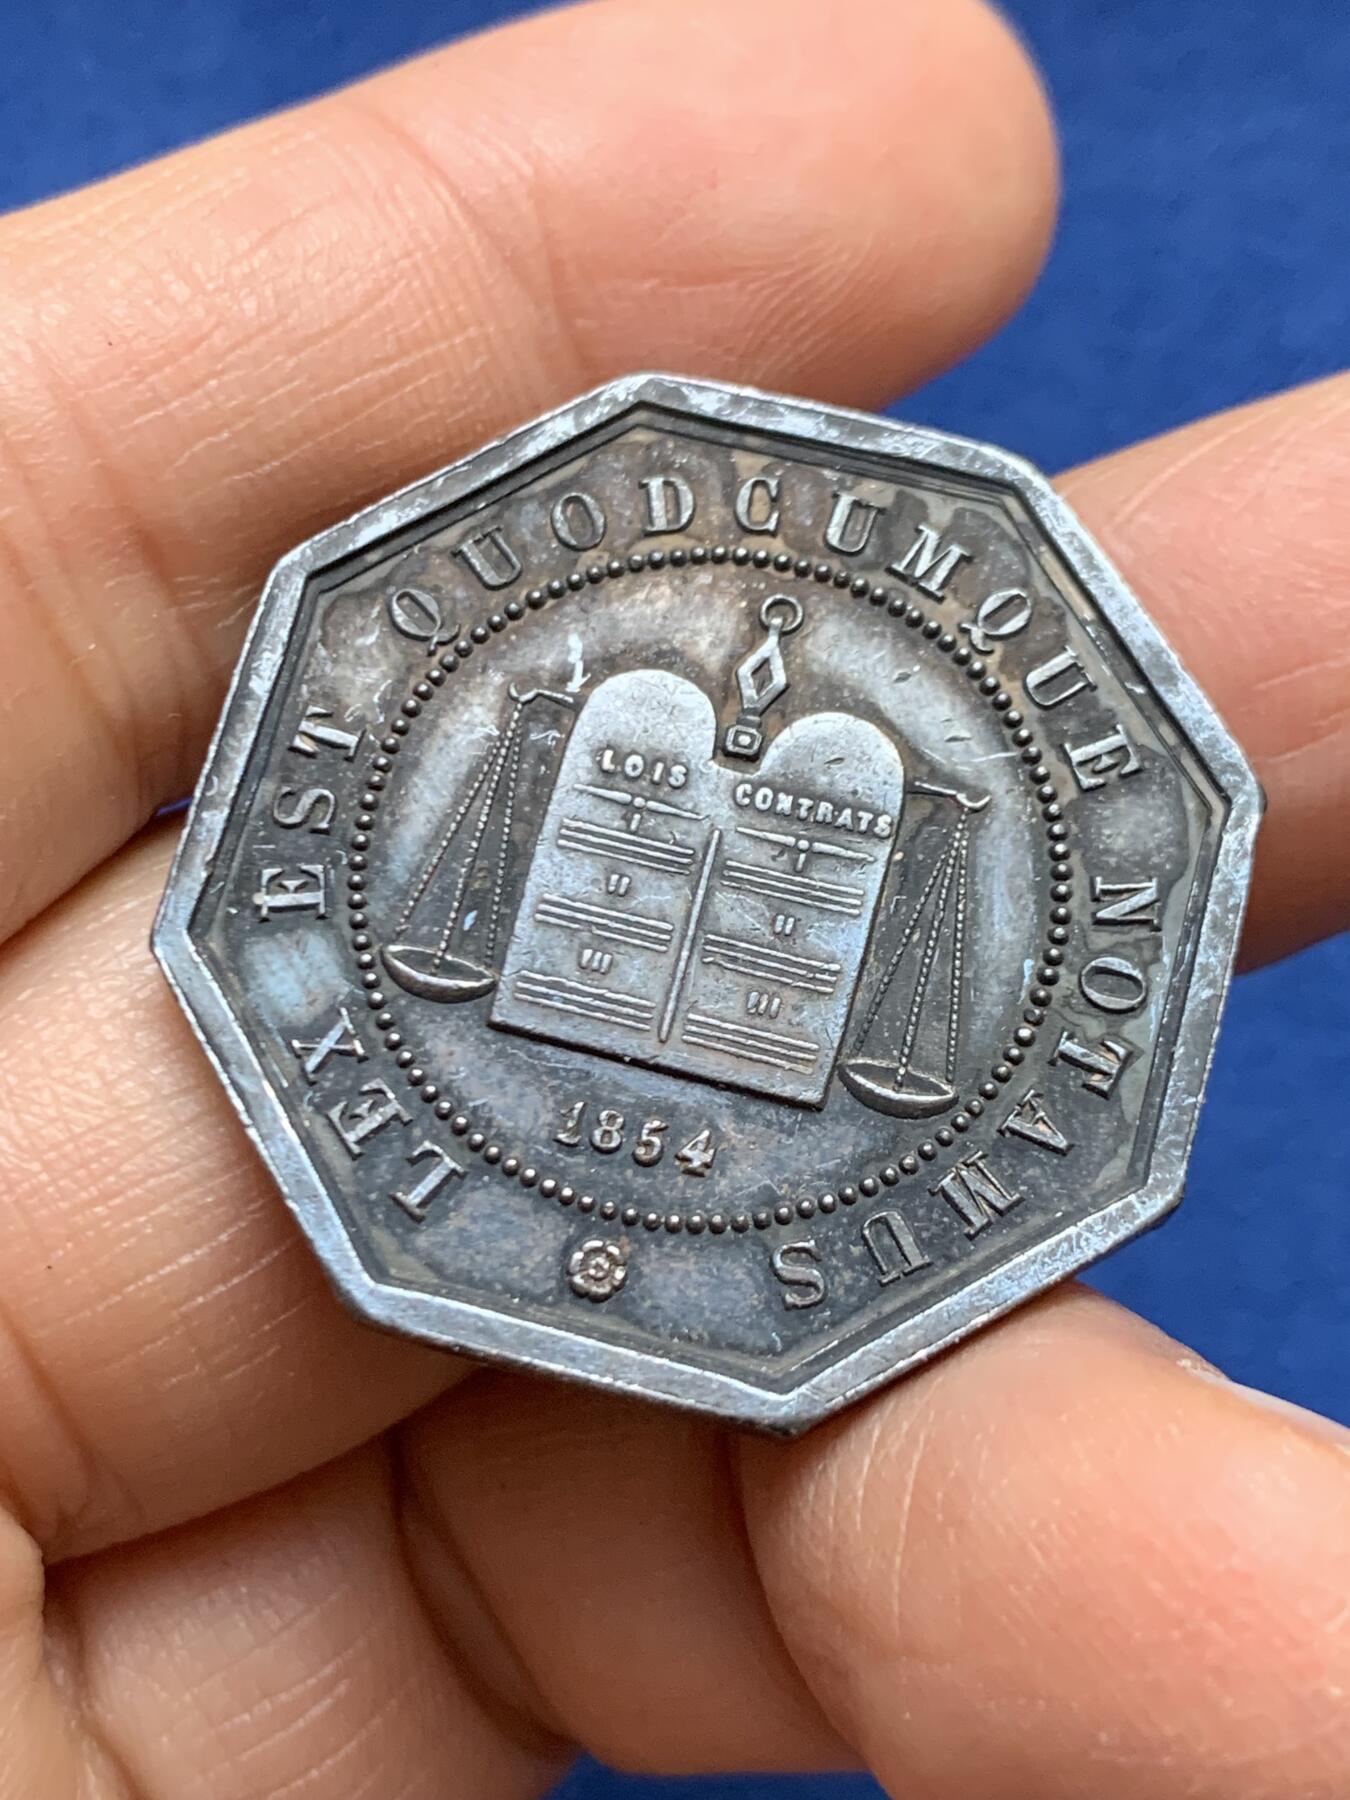 LEX EST QUODCUMQUE NOTAMUS
LOIS
I
II
III
CONTRATS
I
II
III
1854